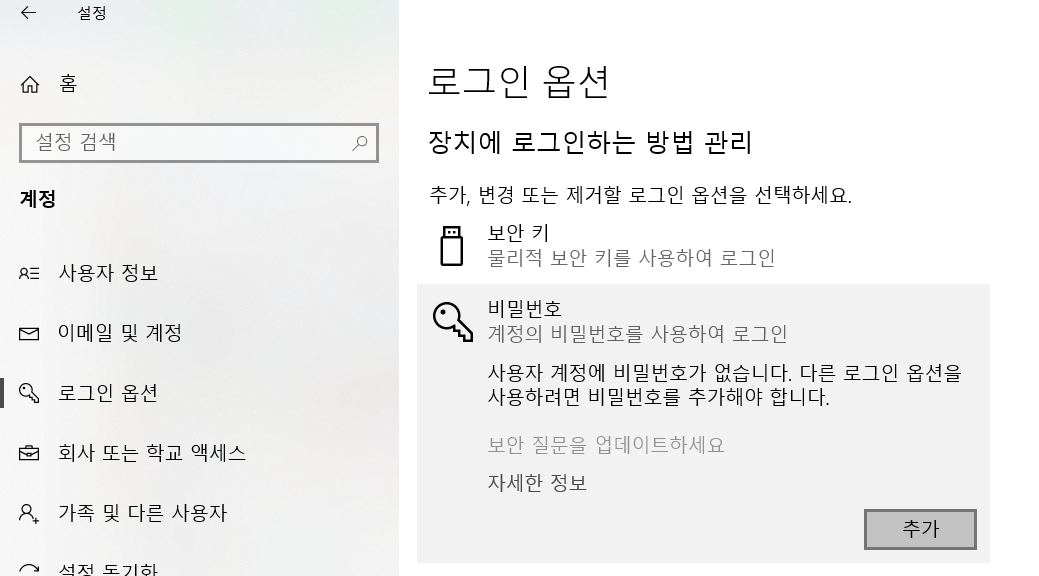 설정
홈
설정 검색
계정
사용자 정보
이메일 및 계정
로그인 옵션
회사 또는 학교 액세스
가족 및 다른 사용자
설정 동기화
로그인 옵션
장치에 로그인하는 방법 관리
추가, 변경 또는 제거할 로그인 옵션을 선택하세요.
보안 키
물리적 보안 키를 사용하여 로그인
비밀번호
계정의 비밀번호를 사용하여 로그인
사용자 계정에 비밀번호가 없습니다. 다른 로그인 옵션을
사용하려면 비밀번호를 추가해야 합니다.
보안 질문을 업데이트하세요
자세한 정보
추가